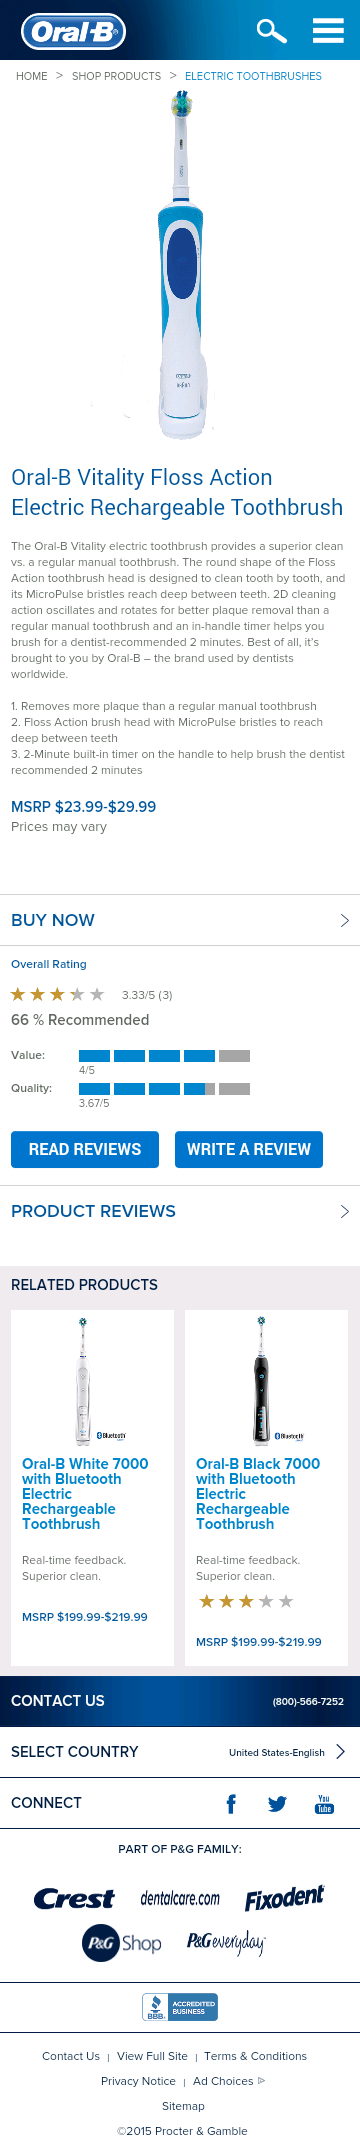 Oral-B®
HOME > SHOP PRODUCTS > ELECTRIC TOOTHBRUSHES
Oral-B
BRAUN
Oral-B Vitality Floss Action
Electric Rechargeable Toothbrush
The Oral-B Vitality electric toothbrush provides a superior clean
vs. a regular manual toothbrush. The round shape of the Floss
Action toothbrush head is designed to clean tooth by tooth, and
its MicroPulse bristles reach deep between teeth. 2D cleaning
action oscillates and rotates for better plaque removal than a
regular manual toothbrush and an in-handle timer helps you
brush for a dentist-recommended 2 minutes. Best of all, it's
brought to you by Oral-B – the brand used by dentists
worldwide.
1. Removes more plaque than a regular manual toothbrush
2. Floss Action brush head with MicroPulse bristles to reach
deep between teeth
3. 2-Minute built-in timer on the handle to help brush the dentist
recommended 2 minutes
MSRP $23.99-$29.99
Prices may vary
BUY NOW
Overall Rating
3.33/5 (3)
66 % Recommended
Value:
4/5
Quality:
3.67/5
READ REVIEWS WRITE A REVIEW
PRODUCT REVIEWS
RELATED PRODUCTS
Bluetooth
Oral-B White 7000
with Bluetooth
Electric
Rechargeable
Toothbrush
Real-time feedback.
Superior clean.
MSRP $199.99-$219.99
Bluetooth
Oral-B Black 7000
with Bluetooth
Electric
Rechargeable
Toothbrush
Real-time feedback.
Superior clean.
MSRP $199.99-$219.99
CONTACT US (800)-566-7252
SELECT COUNTRY United States-English
CONNECT f You Tube
PART OF P&G FAMILY:
Crest dentalcare.com Fixodent
P&G Shop P&G everyday
BBB. ACCREDITED
BUSINESS
Contact Us | View Full Site | Terms & Conditions
Privacy Notice | Ad Choices
Sitemap
©2015 Procter & Gamble